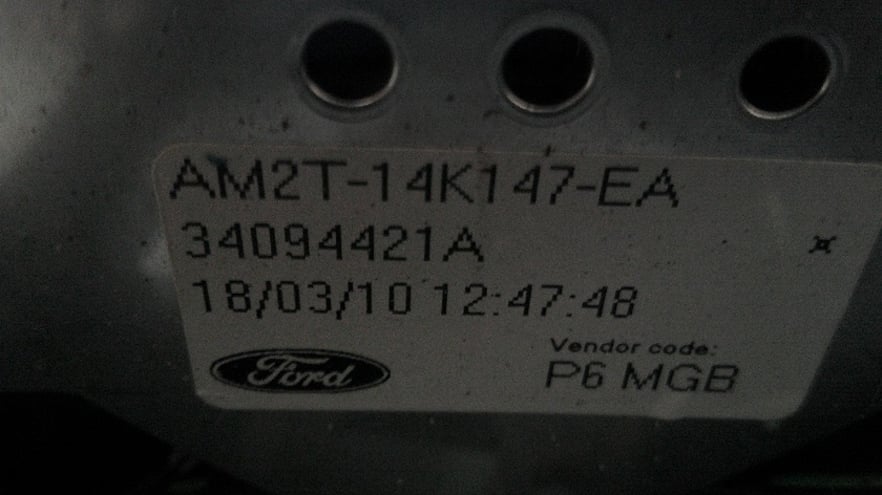 AM2T-14K147-EA
34094421A
18/03/10 12:47:48
Vendor code:
Ford P6 MGB